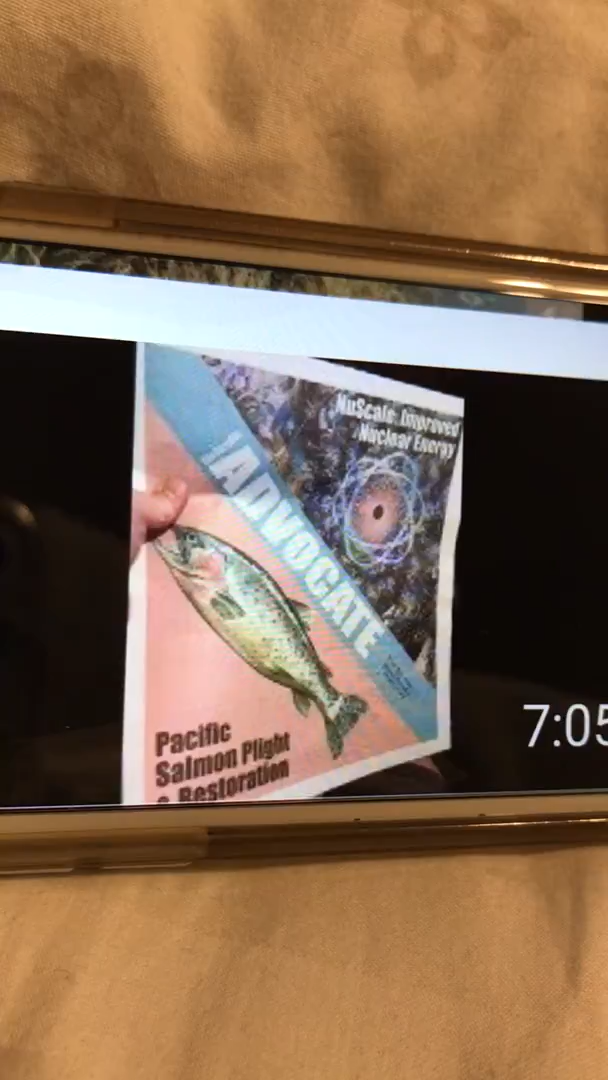 NuScale: Improved
Nuclear Energy
ADVOCATE
Pacific
Salmon Plight
& Restoration
7:05